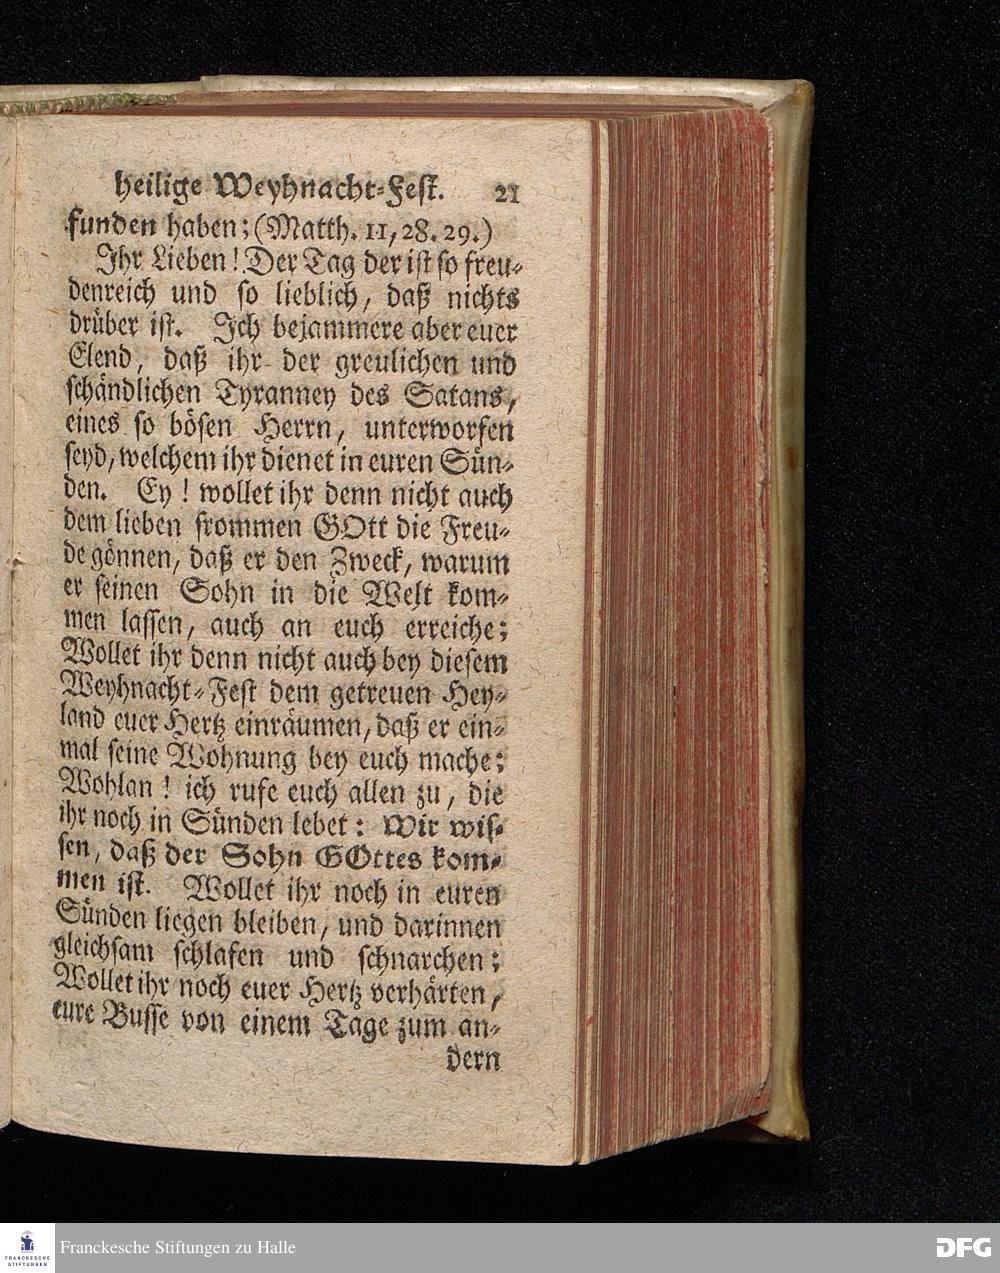 heilige Weyhnacht-Fest. 21
funden haben; (Matth. 11, 28. 29.)
Ihr Lieben! Der Tag der ist so freu-
denreich und so lieblich, daß nichts
drüber ist. Ich bejammere aber euer
Elend, daß ihr der greulichen und
schändlichen Tyranney des Satans,
eines so bösen Herrn, unterworfen
seyd, welchem ihr dienet in euren Sün-
den. Ey! wollet ihr denn nicht auch
dem lieben frommen GOtt die Freu-
de gönnen, daß er den Zweck, warum
er seinen Sohn in die Welt kom-
men lassen, auch an euch erreiche;
Wollet ihr denn nicht auch bey diesem
Weyhnacht-Fest dem getreuen Hey-
land euer Hertz einräumen, daß er ein-
mal seine Wohnung bey euch mache;
Wohlan! ich rufe euch allen zu, die
ihr noch in Sünden lebet: Wir wis-
sen, daß der Sohn GOttes kom-
men ist. Wollet ihr noch in euren
Sünden liegen bleiben, und darinnen
gleichsam schlafen und schnarchen;
Wollet ihr noch euer Hertz verhärten,
eure Busse von einem Tage zum an-
dern
FRANCKESCHE
STIFTUNGEN
Franckesche Stiftungen zu Halle
DFG